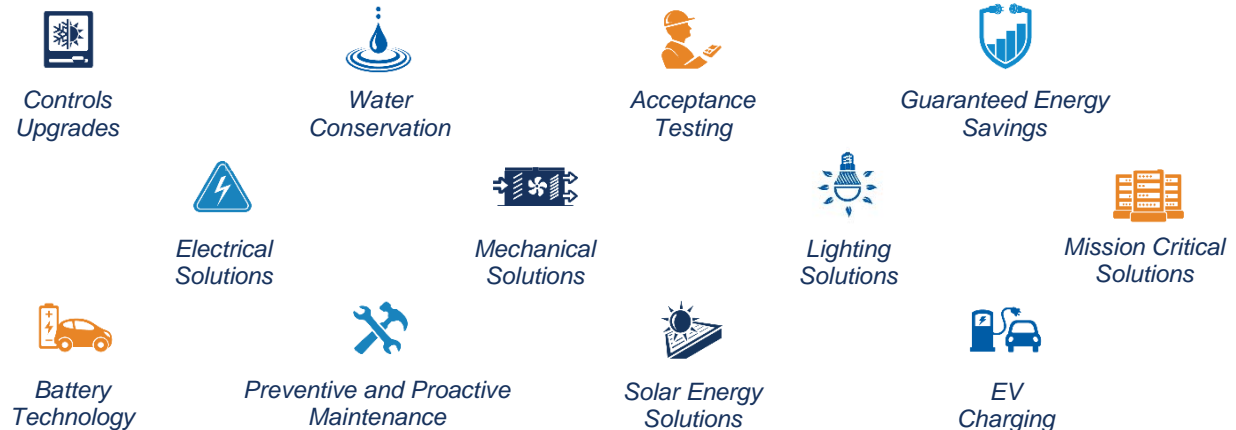 Controls
Upgrades
Water
Conservation
Acceptance
Testing
Guaranteed Energy
Savings
Electrical
Solutions
Mechanical
Solutions
Lighting
Solutions
Mission Critical
Solutions
Battery
Technology
Preventive and Proactive
Maintenance
Solar Energy
Solutions
EV
Charging